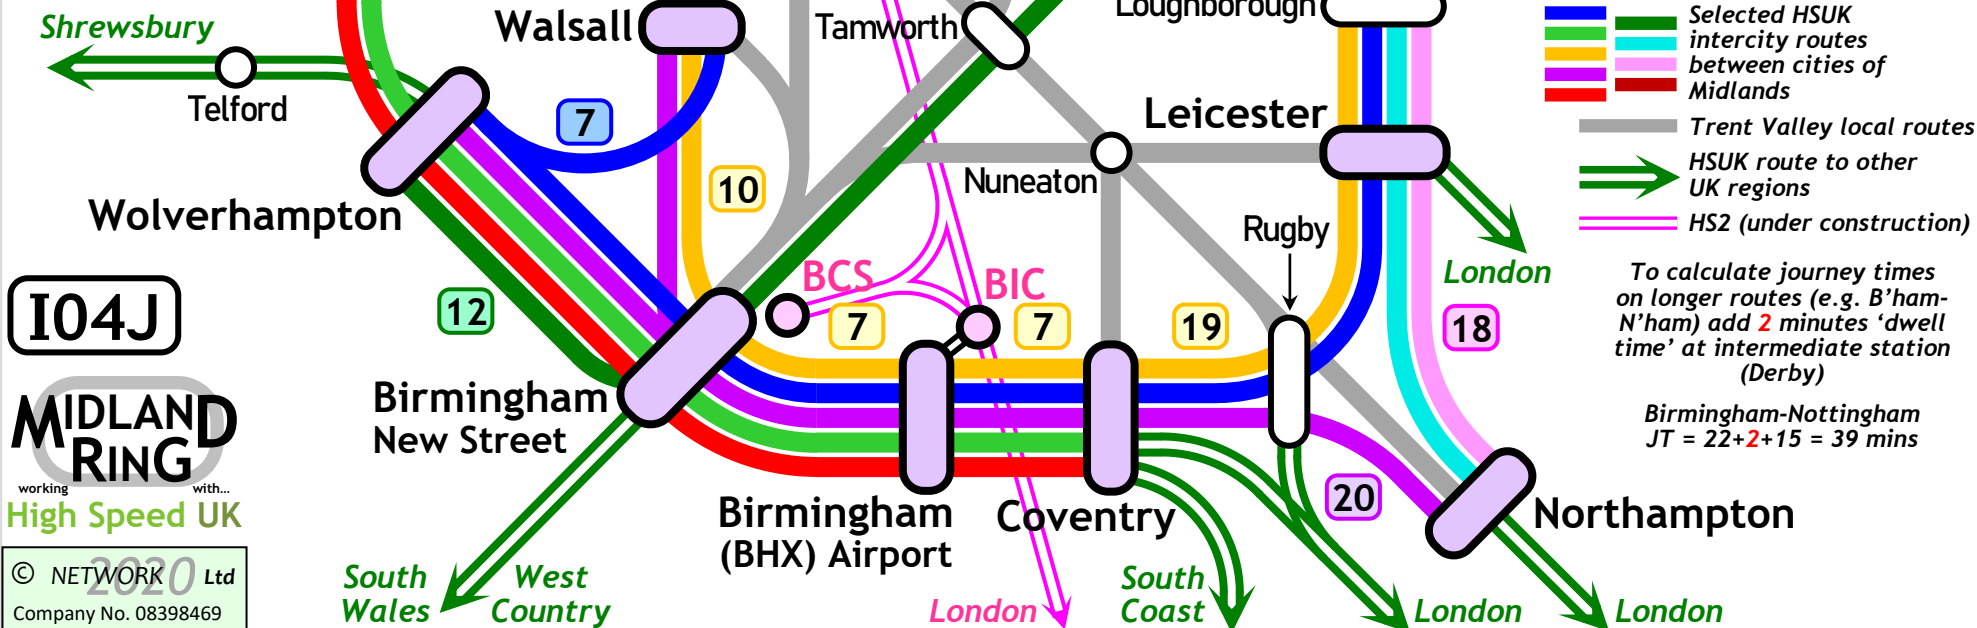 Shrewsbury
Telford
Walsall
Tamworth
Loughborough
Selected HSUK
intercity routes
between cities of
Midlands
Trent Valley local routes
HSUK route to other
UK regions
HS2 (under construction)
7
10
Leicester
Nuneaton
Wolverhampton
Rugby
London
12
BCS
BIC
7
7
19
18
To calculate journey times
on longer routes (e.g. B'ham-
N'ham) add 2 minutes 'dwell
time' at intermediate station
(Derby)
Birmingham-Nottingham
JT = 22+2+15 = 39 mins
I04J
MIDLAND
RING
working with...
High Speed UK
Birmingham
New Street
Birmingham
(BHX) Airport
Coventry
20
Northampton
© NETWORK 2020 Ltd
Company No. 08398469
South
Wales
West
Country
London
South
Coast
London
London